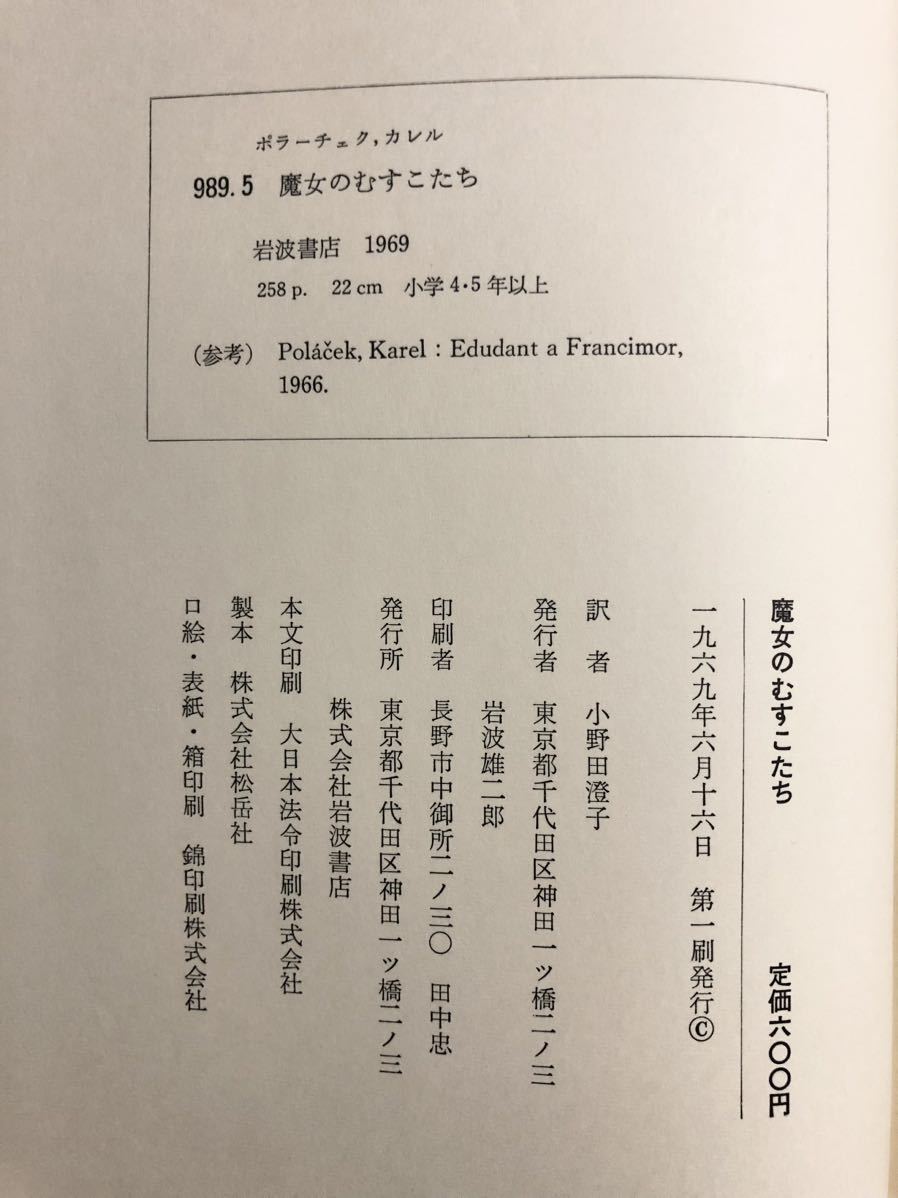 ポラーチェク,カレル
989.5 魔女のむすこたち
岩波書店 1969
258 p. 22 cm 小学4・5年以上
(参考) Poláček, Karel : Edudant a Francimor,
1966.
魔女のむすこたち 定価六〇〇円
一九六九年六月十六日 第一刷発行©
訳者 小野田澄子
発行者 東京都千代田区神田一ッ橋二ノ三
岩波雄二郎
印刷者 長野市中御所二ノ三〇 田中忠
発行所 東京都千代田区神田一ッ橋二ノ三
株式会社岩波書店
本文印刷 大日本法令印刷株式会社
製本 株式会社松岳社
口絵・表紙・箱印刷 錦印刷株式会社